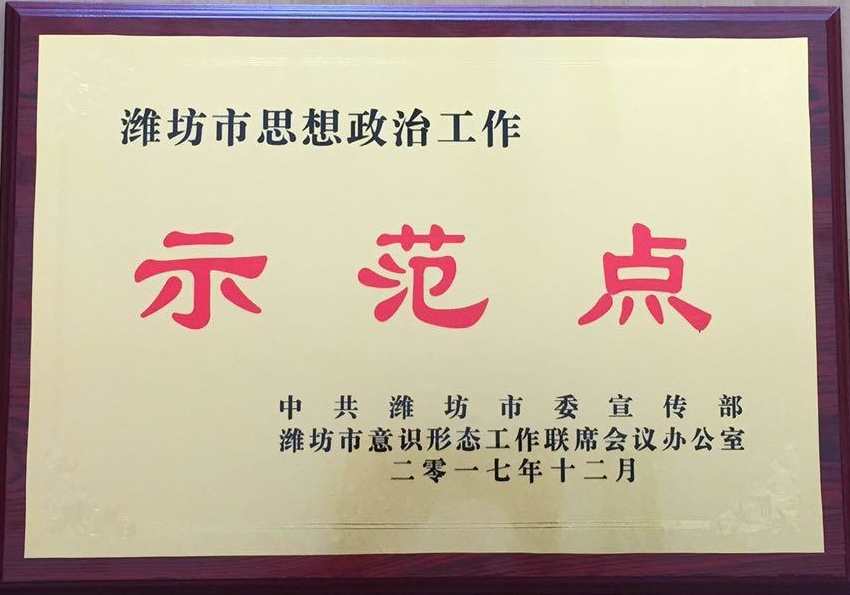 潍坊市思想政治工作
示范点
中共潍坊市委宣传部
潍坊市意识形态工作联席会议办公室
二零一七年十二月